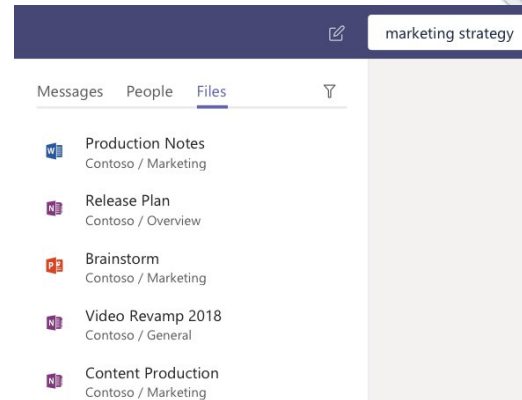 marketing strategy
Messages People Files
Production Notes
Contoso / Marketing
Release Plan
Contoso / Overview
Brainstorm
Contoso / Marketing
Video Revamp 2018
Contoso / General
Content Production
Contoso / Marketing